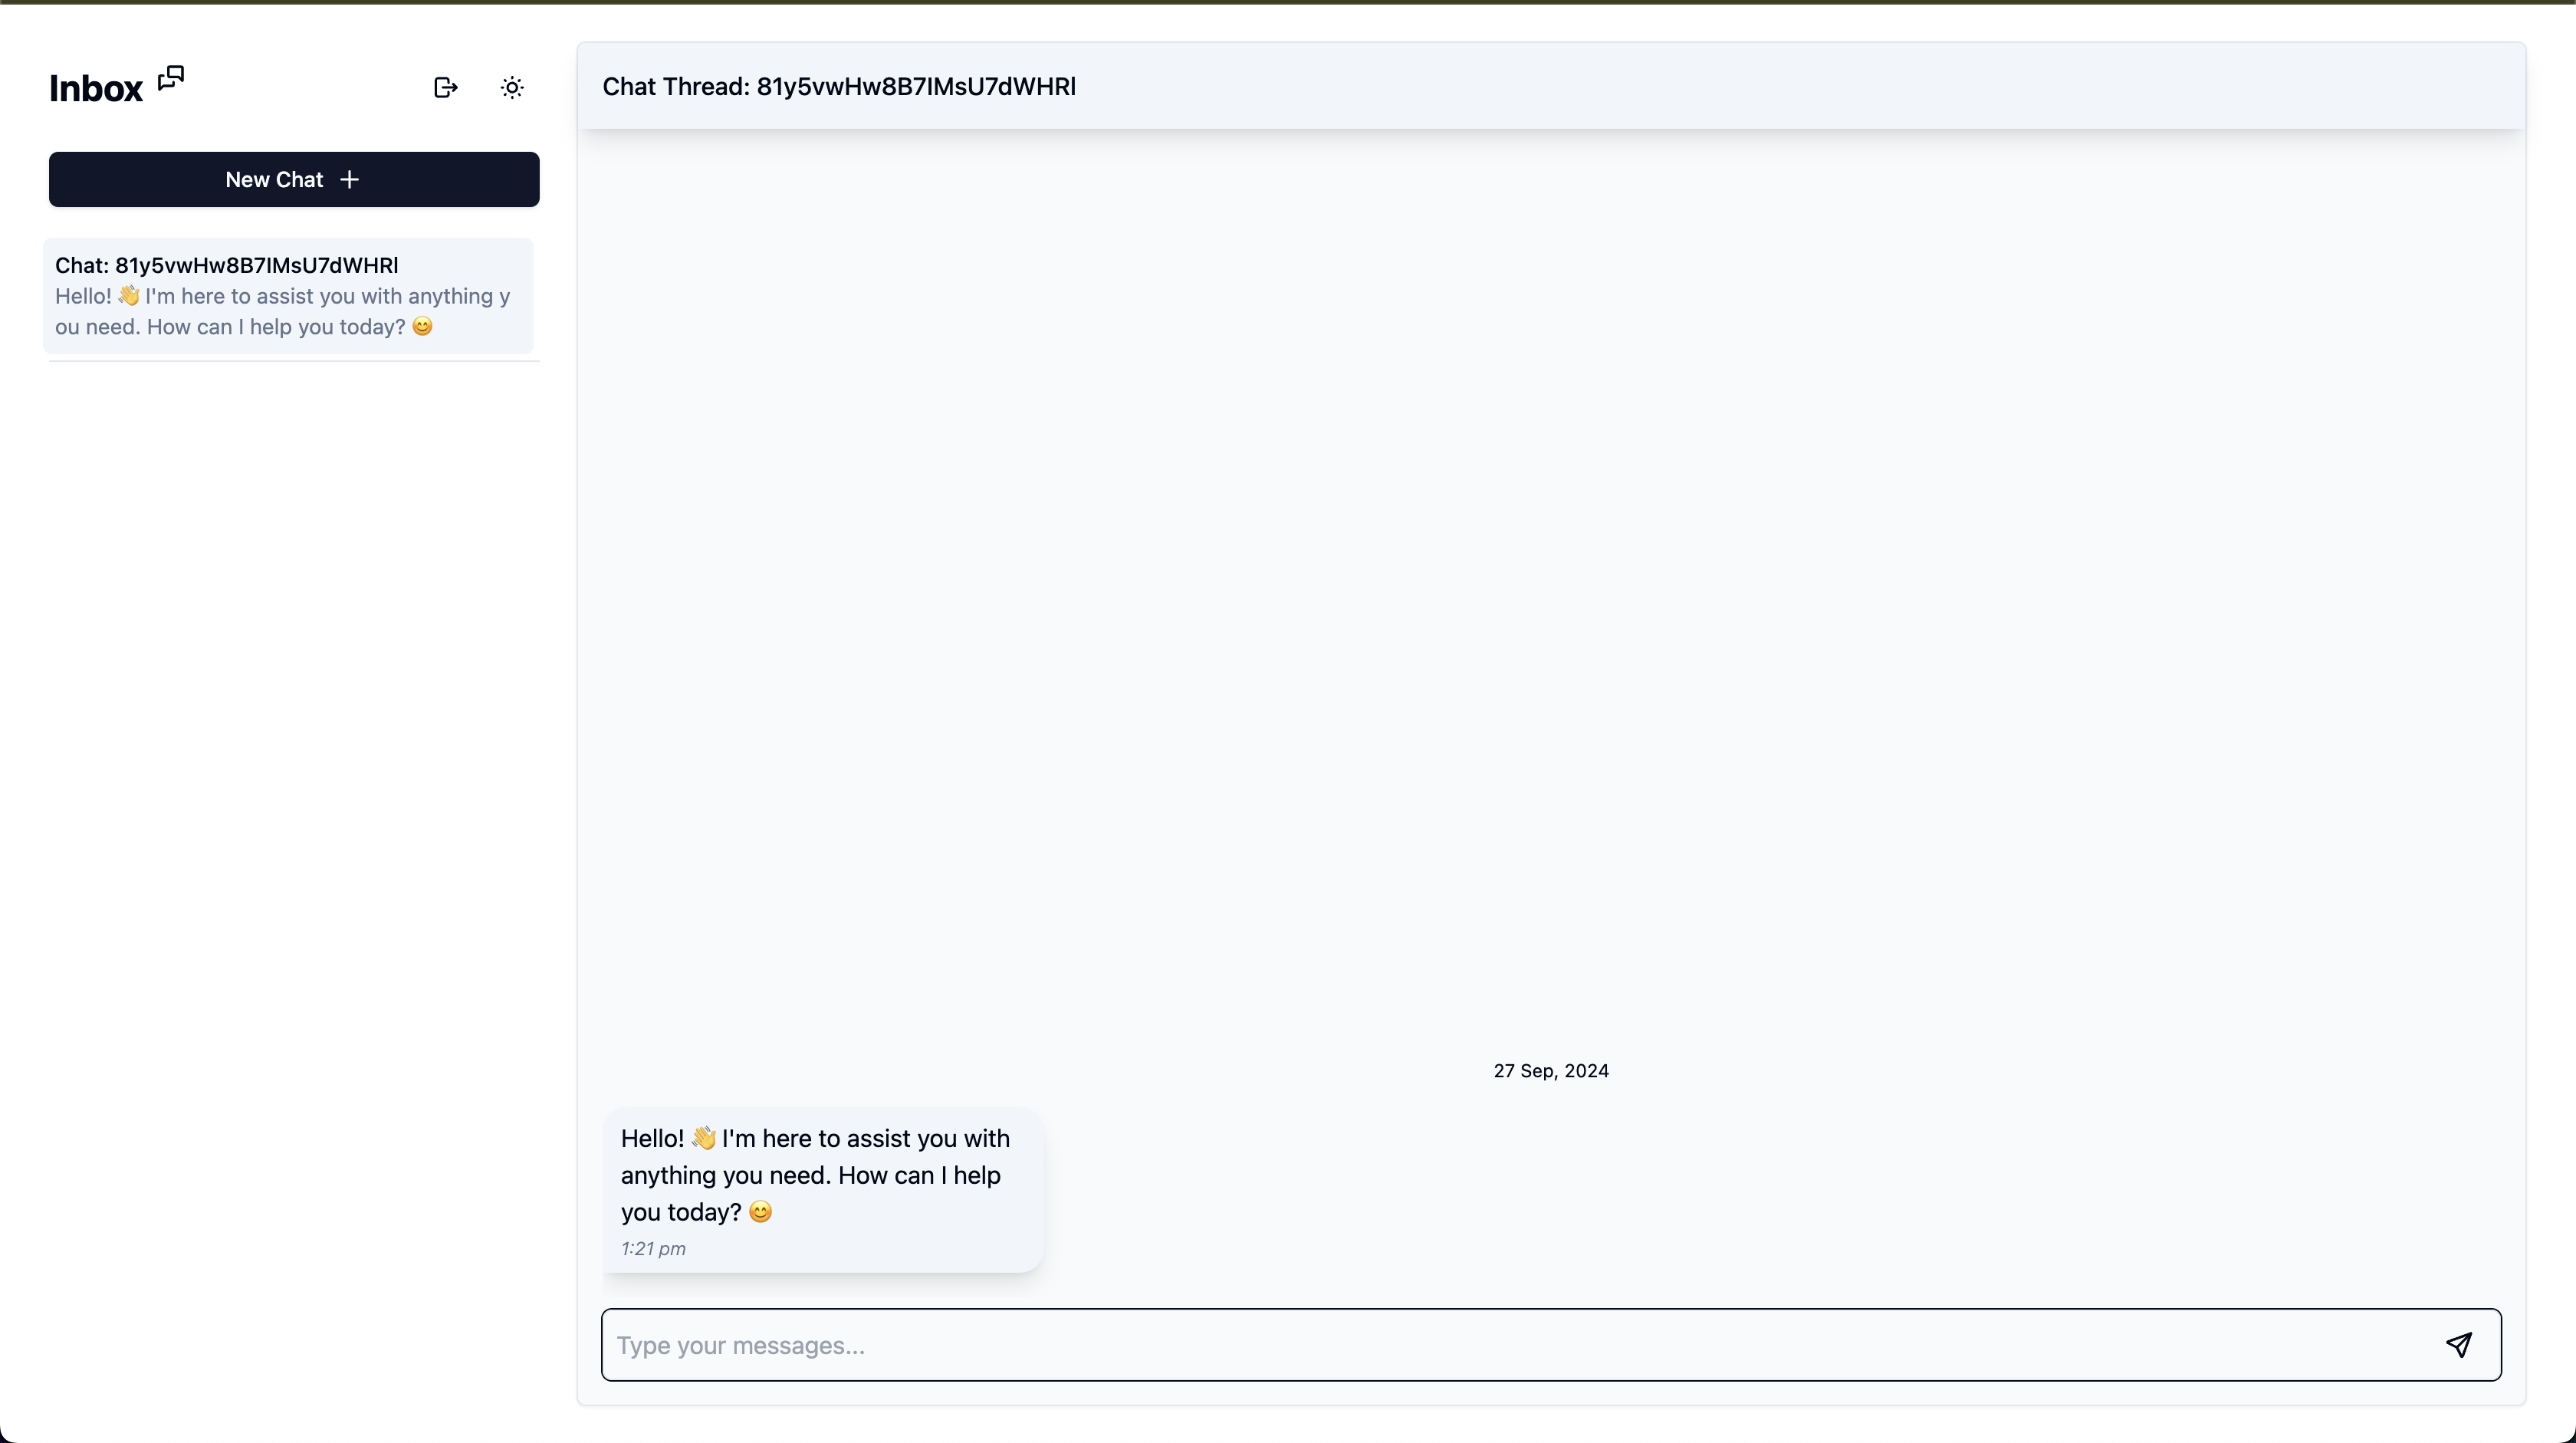 Inbox
New Chat
Chat: 81y5vwHw8B7IMsU7dWHRl
Hello! 👋 I'm here to assist you with anything y
ou need. How can I help you today? 😊
Chat Thread: 81y5vwHw8B7IMsU7dWHRl
27 Sep, 2024
Hello! 👋 I'm here to assist you with
anything you need. How can I help
you today? 😊
1:21 pm
Type your messages...